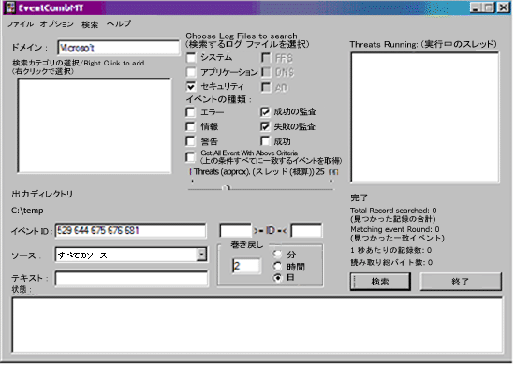 EventCombMT
ファイル オプション 検索 ヘルプ
ドメイン： Microsoft
検索カテゴリの選択/Right Click to add
(右クリックで選択)
Choose Log Files to search
(検索するログ ファイルを選択)
システム FRS
アプリケーション DNS
セキュリティ AD
イベントの種類：
エラー 成功の監査
情報 失敗の監査
警告 成功
Get All Event With Above Criteria
(上の条件すべてに一致するイベントを取得)
Threats (approx). (スレッド(概算)) 25
Threats Running: (実行中のスレッド)
出力ディレクトリ
C:\temp
イベント ID： 529 644 675 676 681
>= ID =<
ソース： すべてのソース
テキスト：
巻き戻し
2
分
時間
日
完了
Total Record searched: 0
(見つかった記録の合計)
Matching event Round: 0
(見つかった一致イベント)
1 秒あたりの記録数: 0
読み取り総バイト数: 0
検索 終了
状態：